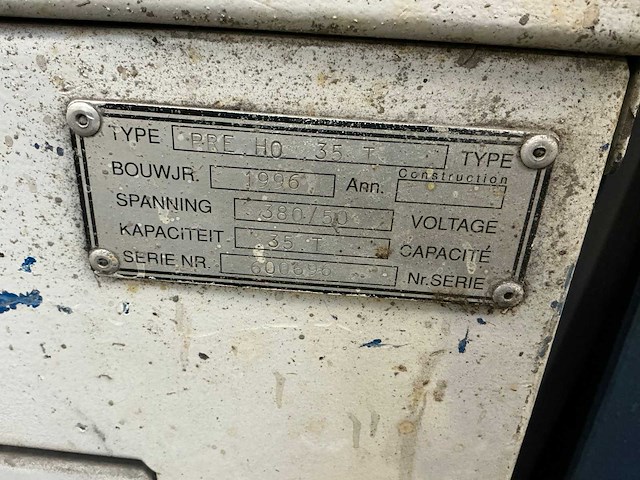 TYPE PRE HO 35 T TYPE
BOUWJR. 1996 Ann. Construction
SPANNING 380/50 VOLTAGE
KAPACITEIT 35 T CAPACITÉ
SERIE NR. Nr. SERIE